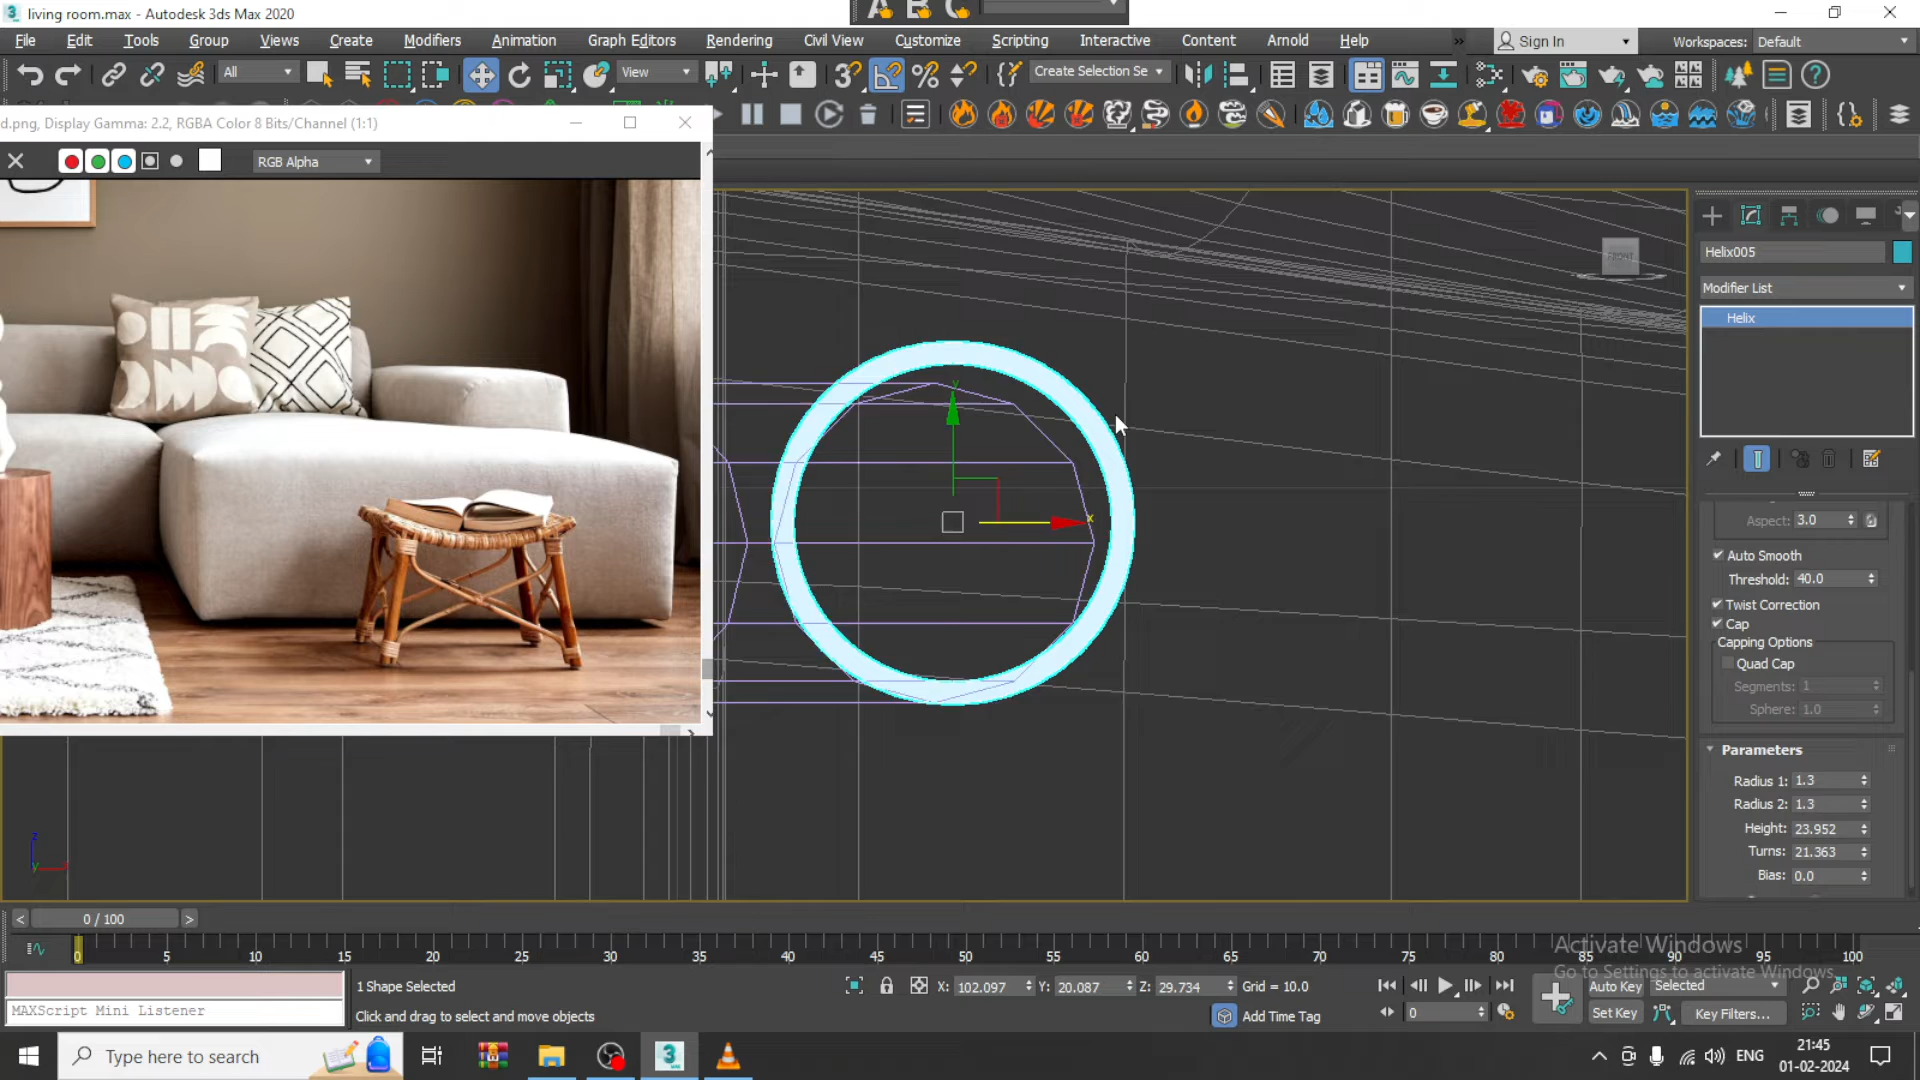 living room.max - Autodesk 3ds Max 2020
File Edit Tools Group Views Create Modifiers Animation Graph Editors Rendering Civil View Customize Scripting Interactive Content Arnold Help
Sign In
Workspaces: Default
All
View
Create Selection Se
d.png, Display Gamma: 2.2, RGBA Color 8 Bits/Channel (1:1)
RGB Alpha
FRONT
y
x
Helix005
Modifier List
Helix
Aspect: 3.0
Auto Smooth
Threshold: 40.0
Twist Correction
Cap
Capping Options
Quad Cap
Segments: 1
Sphere: 1.0
Parameters
Radius 1: 1.3
Radius 2: 1.3
Height: 23.952
Turns: 21.363
Bias: 0.0
z
y
< 0 / 100 >
0 5 10 15 20 25 30 35 40 45 50 55 60 65 70 75 80 85 90 95 100
Activate Windows
Go to Settings to activate Windows.
MAXScript Mini Listener
1 Shape Selected
Click and drag to select and move objects
X: 102.097 Y: 20.087 Z: 29.734 Grid = 10.0
Add Time Tag
0
Auto Key
Selected
Set Key
Key Filters...
Type here to search
3
ENG
21:45
01-02-2024